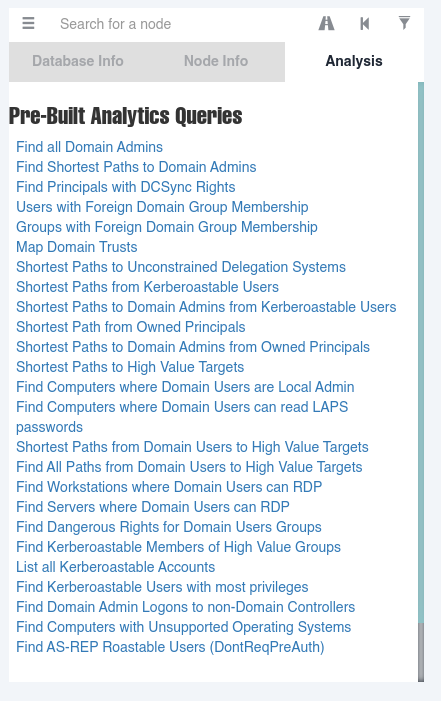 Search for a node
Database Info
Node Info
Analysis
Pre-Built Analytics Queries
Find all Domain Admins
Find Shortest Paths to Domain Admins
Find Principals with DCSync Rights
Users with Foreign Domain Group Membership
Groups with Foreign Domain Group Membership
Map Domain Trusts
Shortest Paths to Unconstrained Delegation Systems
Shortest Paths from Kerberoastable Users
Shortest Paths to Domain Admins from Kerberoastable Users
Shortest Path from Owned Principals
Shortest Paths to Domain Admins from Owned Principals
Shortest Paths to High Value Targets
Find Computers where Domain Users are Local Admin
Find Computers where Domain Users can read LAPS
passwords
Shortest Paths from Domain Users to High Value Targets
Find All Paths from Domain Users to High Value Targets
Find Workstations where Domain Users can RDP
Find Servers where Domain Users can RDP
Find Dangerous Rights for Domain Users Groups
Find Kerberoastable Members of High Value Groups
List all Kerberoastable Accounts
Find Kerberoastable Users with most privileges
Find Domain Admin Logons to non-Domain Controllers
Find Computers with Unsupported Operating Systems
Find AS-REP Roastable Users (DontReqPreAuth)